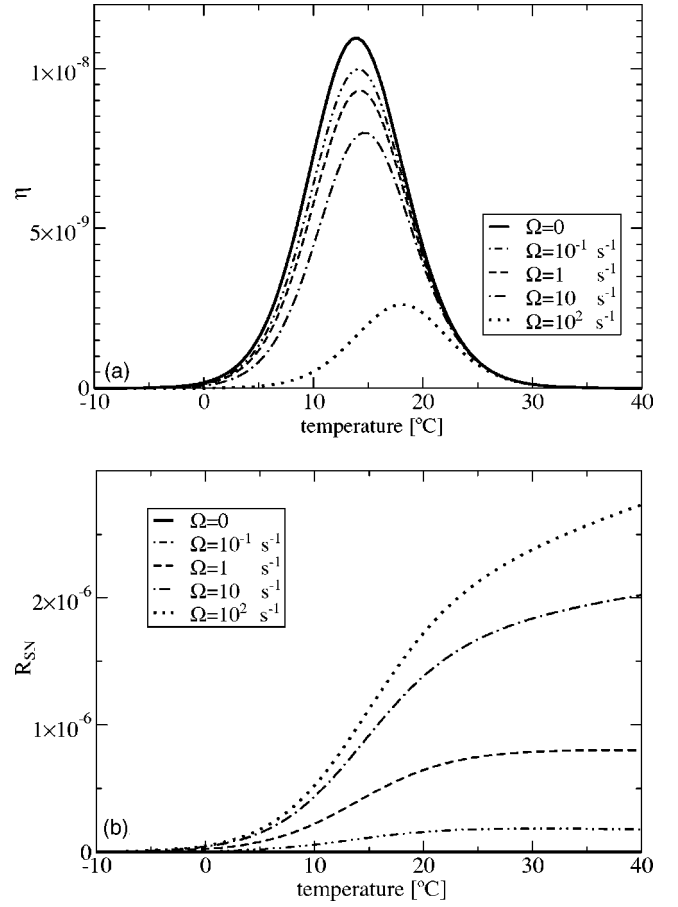 1×10⁻⁸
η
5×10⁻⁹
Ω=0
Ω=10⁻¹ s⁻¹
Ω=1 s⁻¹
Ω=10 s⁻¹
Ω=10² s⁻¹
(a)
0
-10 0 10 20 30 40
temperature [°C]
Ω=0
Ω=10⁻¹ s⁻¹
Ω=1 s⁻¹
Ω=10 s⁻¹
Ω=10² s⁻¹
2×10⁻⁶
R_SN
1×10⁻⁶
(b)
0
-10 0 10 20 30 40
temperature [°C]